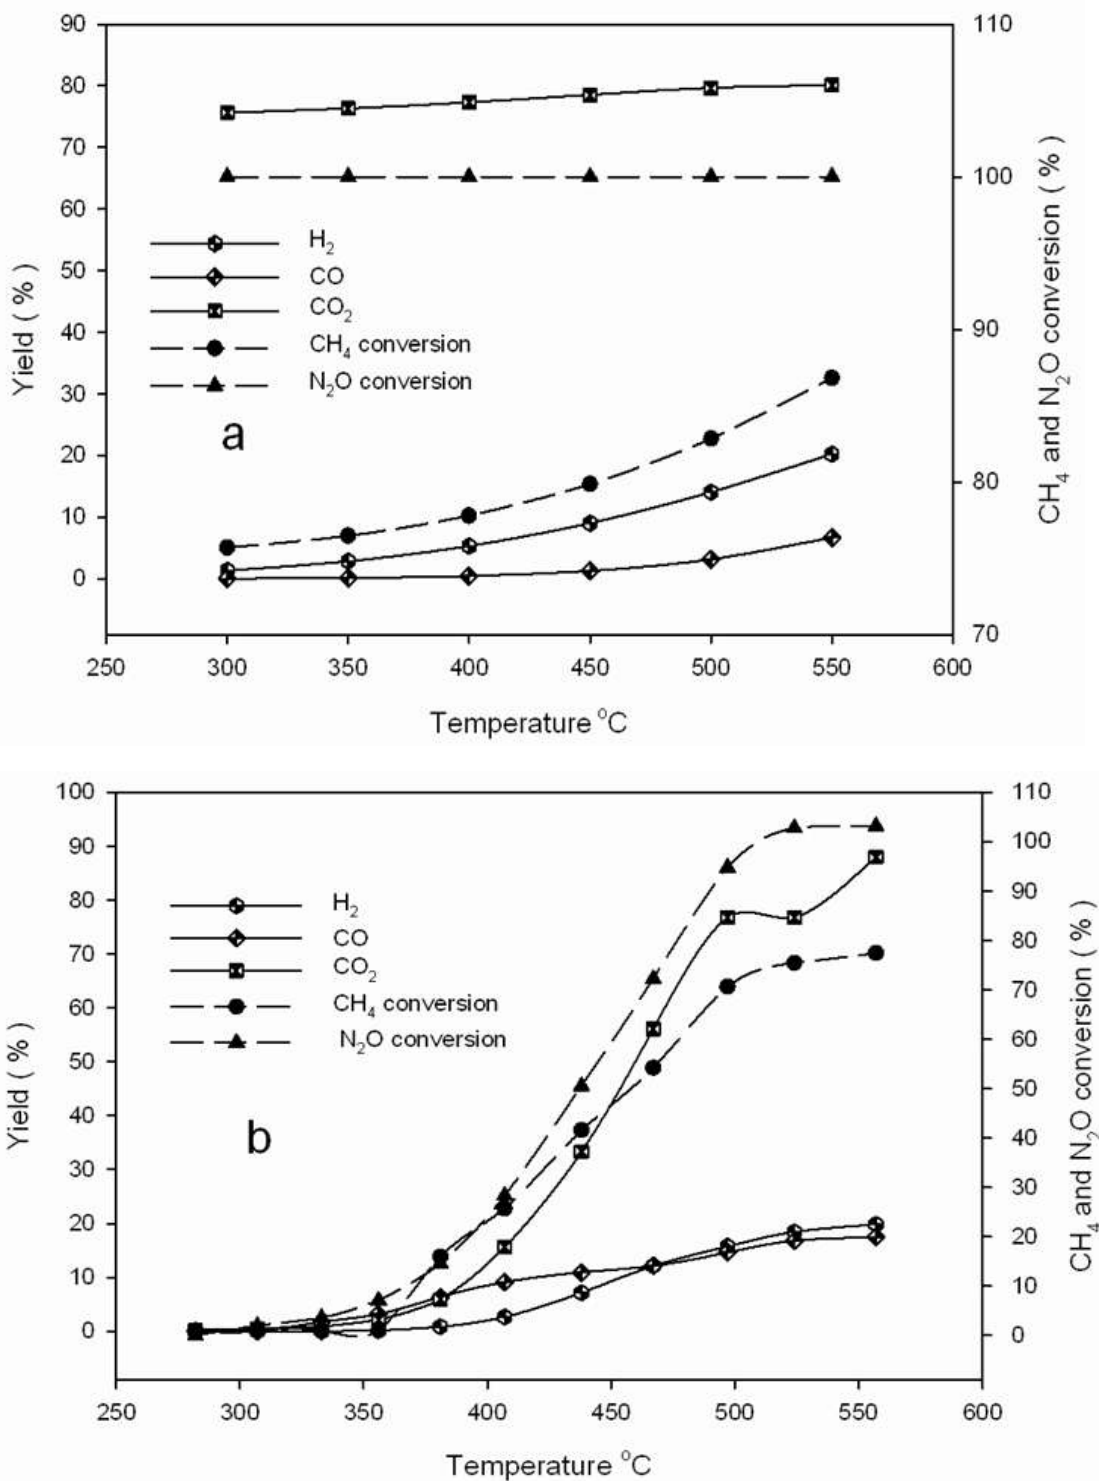 90
80
70
60
50
40
30
20
10
0
Yield ( % )
110
100
90
80
70
CH₄ and N₂O conversion ( % )
H₂
CO
CO₂
CH₄ conversion
N₂O conversion
a
250 300 350 400 450 500 550 600
Temperature °C
100
90
80
70
60
50
40
30
20
10
0
Yield ( % )
110
100
90
80
70
60
50
40
30
20
10
0
CH₄ and N₂O conversion ( % )
H₂
CO
CO₂
CH₄ conversion
N₂O conversion
b
250 300 350 400 450 500 550 600
Temperature °C